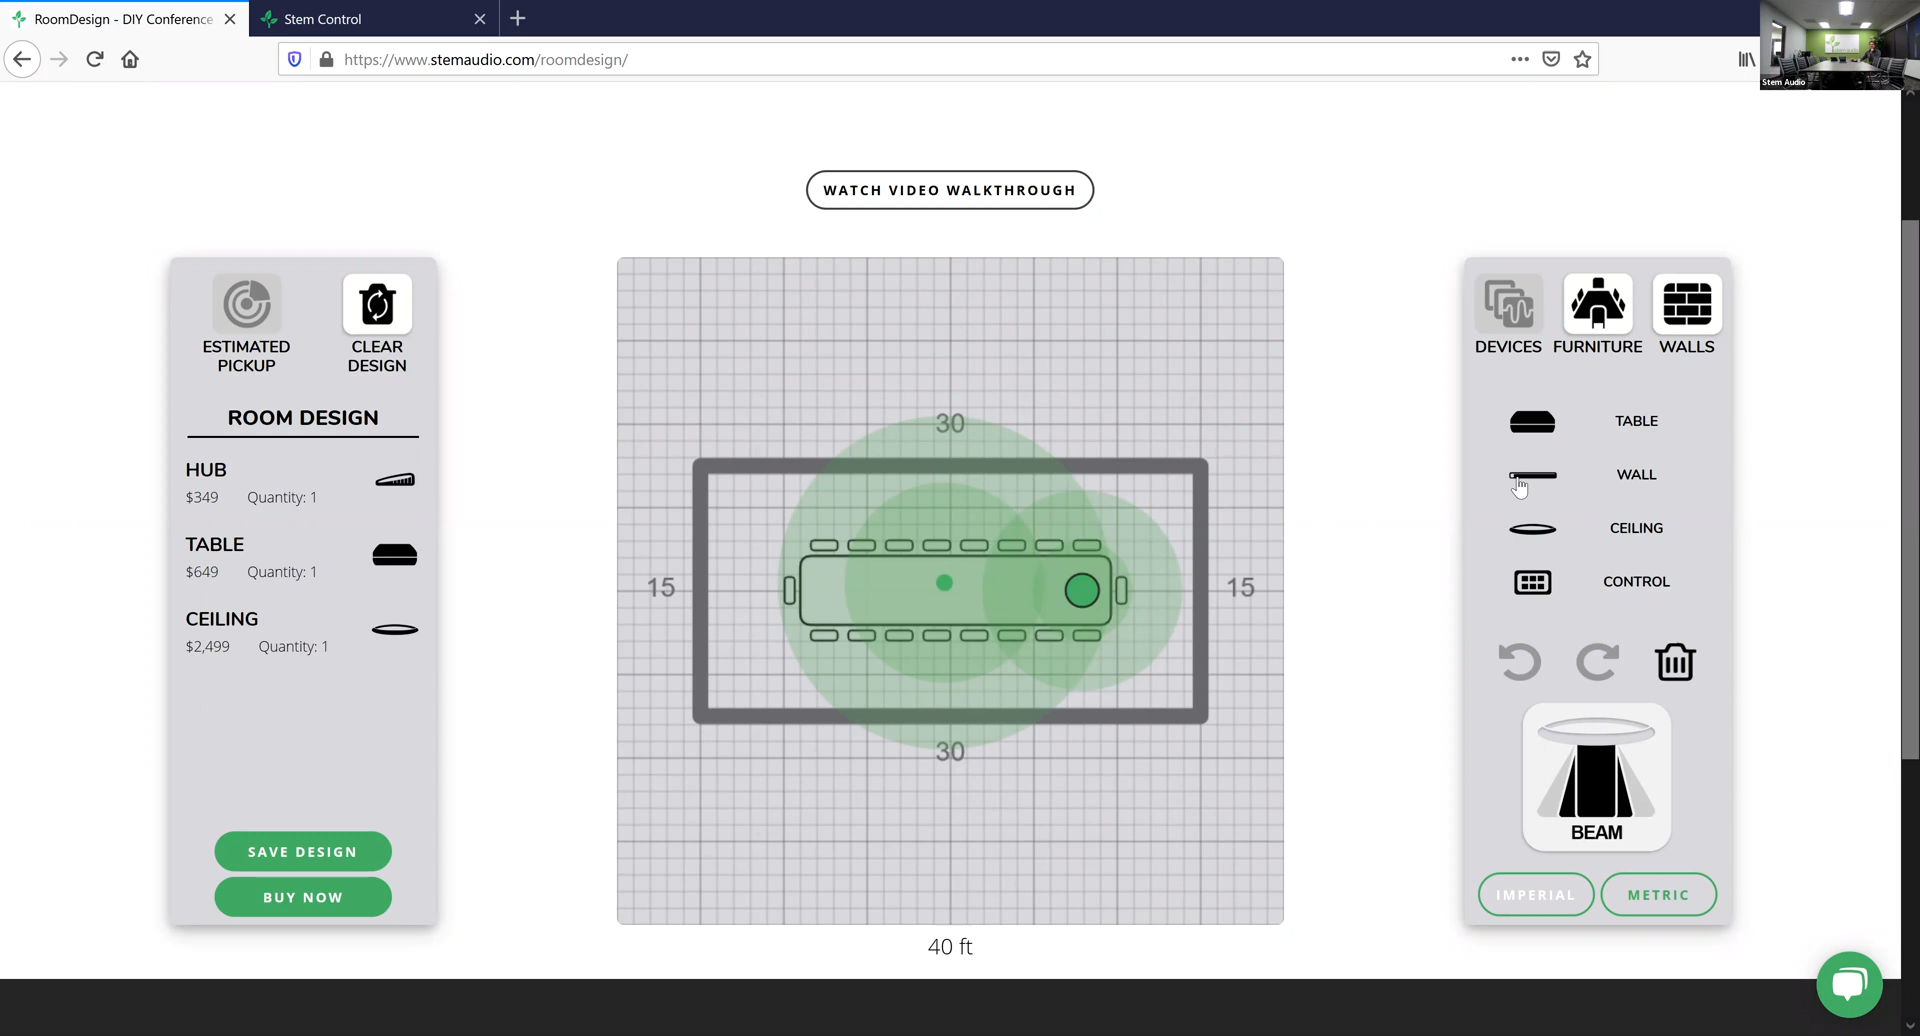 RoomDesign - DIY Conference
Stem Control
https://www.stemaudio.com/roomdesign/
Stem Audio
WATCH VIDEO WALKTHROUGH
ESTIMATED
PICKUP
CLEAR
DESIGN
ROOM DESIGN
HUB
$349 Quantity: 1
TABLE
$649 Quantity: 1
CEILING
$2,499 Quantity: 1
SAVE DESIGN
BUY NOW
30
15
15
30
40 ft
DEVICES FURNITURE WALLS
TABLE
WALL
CEILING
CONTROL
BEAM
IMPERIAL METRIC